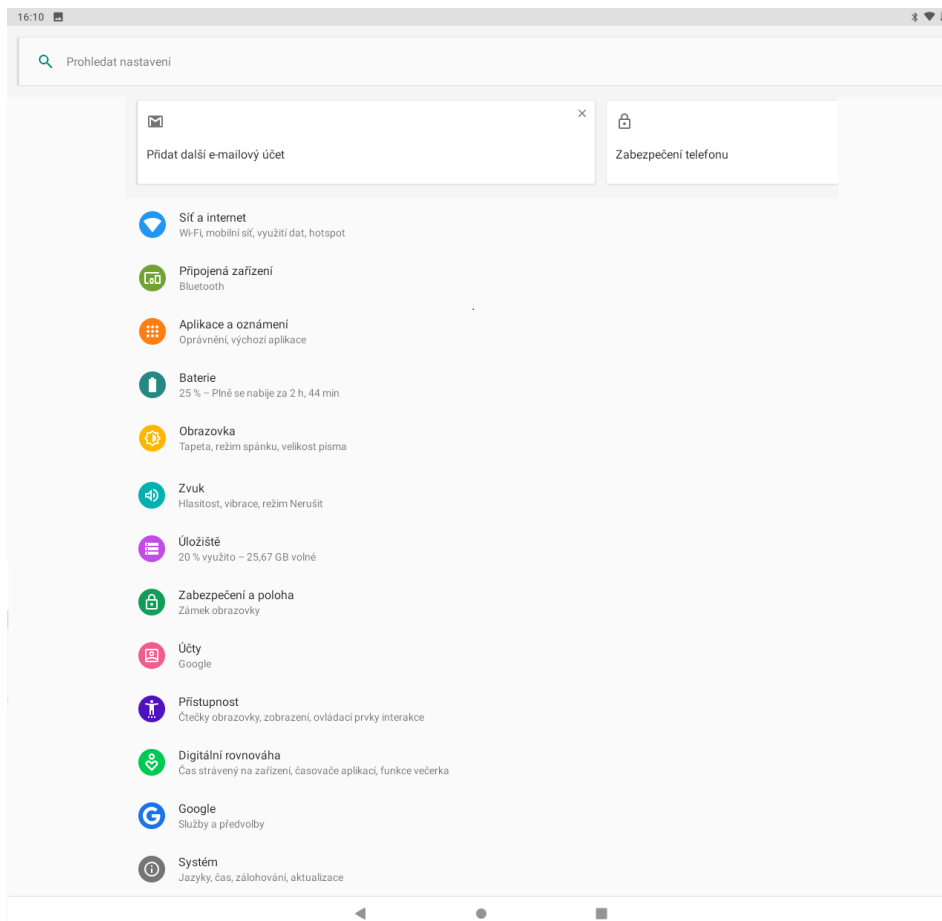 16:10
Prohledat nastavení
Přidat další e-mailový účet
Zabezpečení telefonu
Síť a internet
Wi-Fi, mobilní síť, využití dat, hotspot
Připojená zařízení
Bluetooth
Aplikace a oznámení
Oprávnění, výchozí aplikace
Baterie
25 % – Plně se nabije za 2 h, 44 min
Obrazovka
Tapeta, režim spánku, velikost písma
Zvuk
Hlasitost, vibrace, režim Nerušit
Úložiště
20 % využito – 25,67 GB volné
Zabezpečení a poloha
Zámek obrazovky
Účty
Google
Přístupnost
Čtečky obrazovky, zobrazení, ovládací prvky interakce
Digitální rovnováha
Čas strávený na zařízení, časovače aplikací, funkce večerka
Google
Služby a předvolby
Systém
Jazyky, čas, zálohování, aktualizace